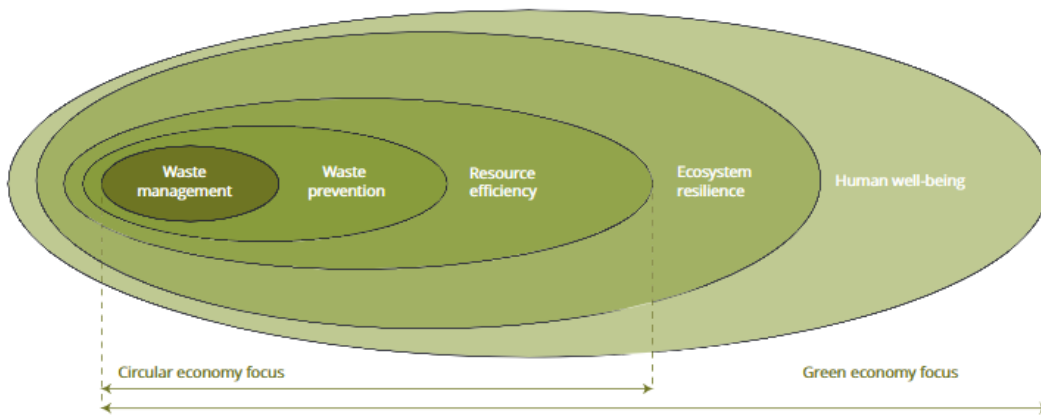 Waste
management
Waste
prevention
Resource
efficiency
Ecosystem
resilience
Human well-being
Circular economy focus
Green economy focus